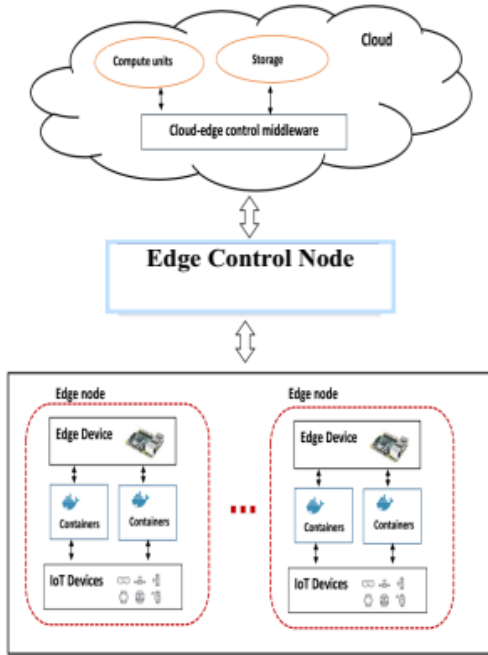 Cloud
Compute units
Storage
Cloud-edge control middleware
Edge Control Node
Edge node
Edge node
Edge Device
Edge Device
Containers
Containers
Containers
Containers
IoT Devices
IoT Devices